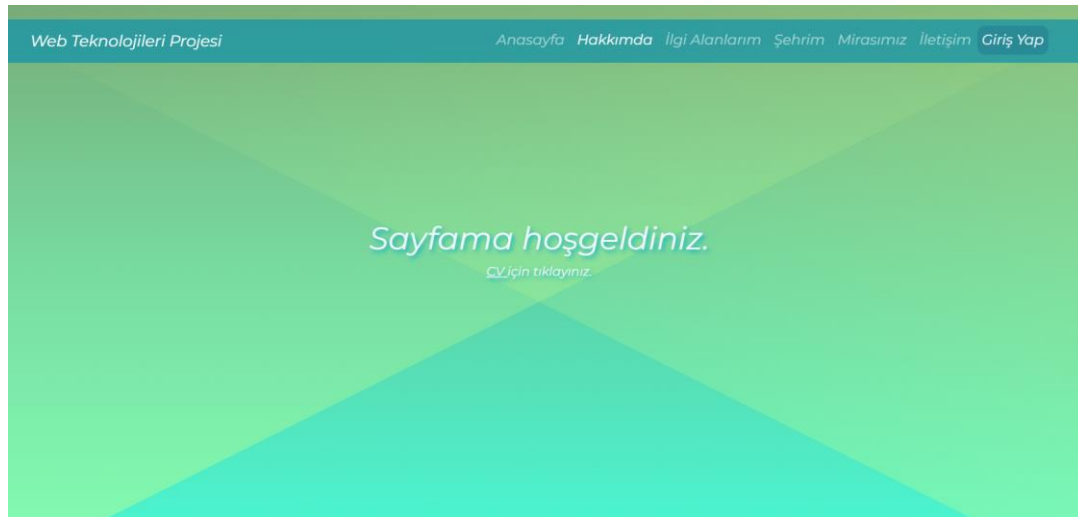 Web Teknolojileri Projesi
Anasayfa Hakkımda İlgi Alanlarım Şehrim Mirasımız İletişim Giriş Yap
Sayfama hoşgeldiniz.
CV için tıklayınız.